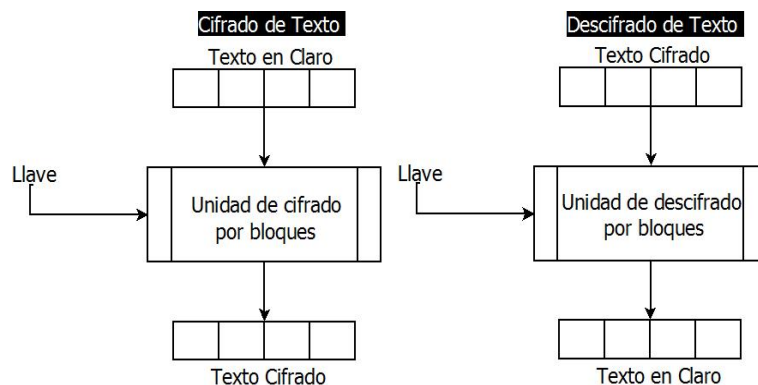 Cifrado de Texto
Texto en Claro
Llave
Unidad de cifrado
por bloques
Texto Cifrado
Descifrado de Texto
Texto Cifrado
Llave
Unidad de descifrado
por bloques
Texto en Claro